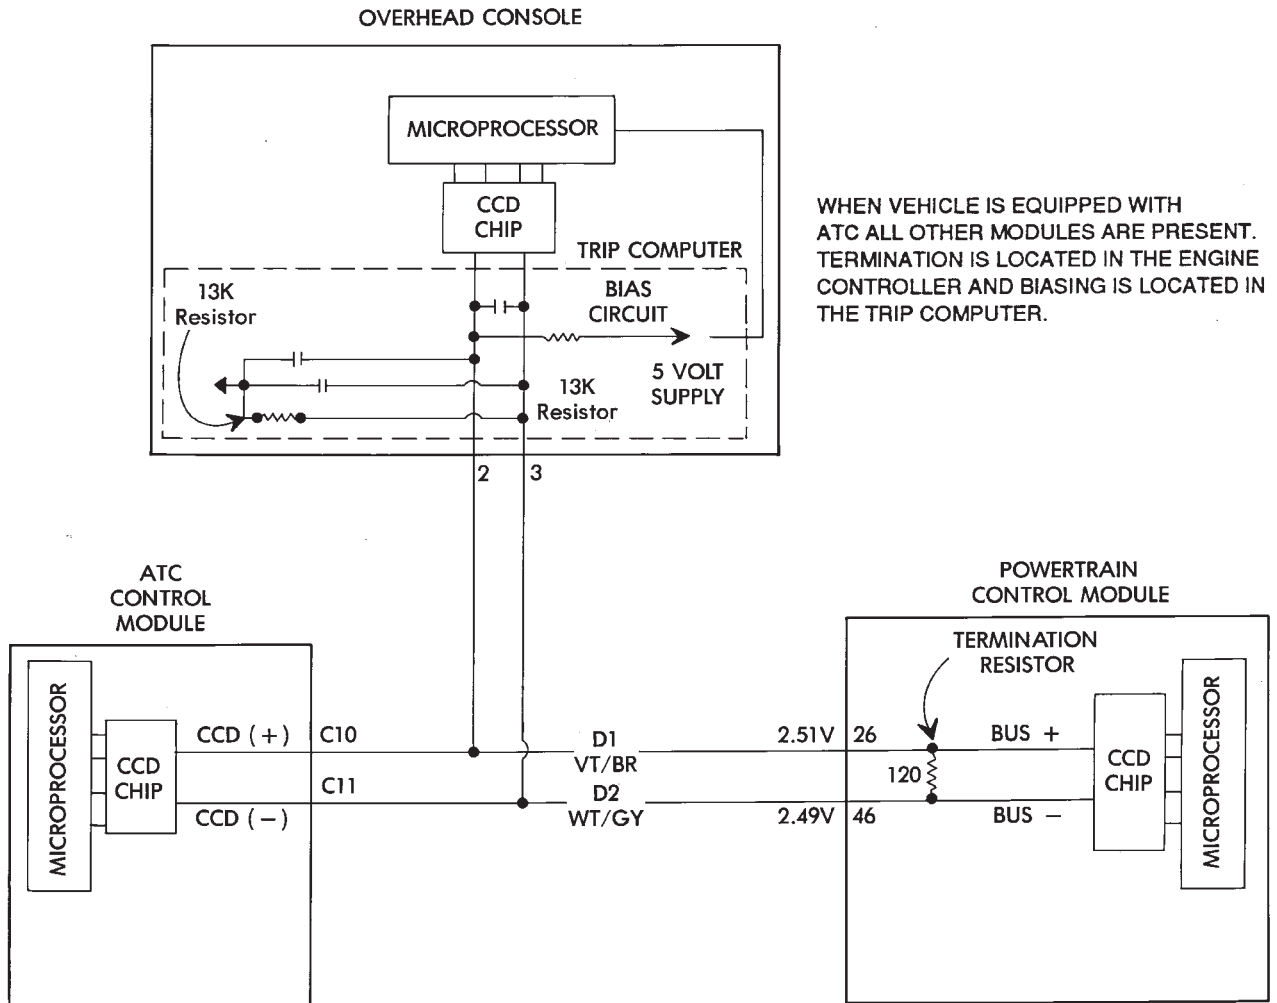 OVERHEAD CONSOLE
MICROPROCESSOR
CCD
CHIP
TRIP COMPUTER
13K
Resistor
BIAS
CIRCUIT
5 VOLT
SUPPLY
13K
Resistor
2
3
WHEN VEHICLE IS EQUIPPED WITH
ATC ALL OTHER MODULES ARE PRESENT.
TERMINATION IS LOCATED IN THE ENGINE
CONTROLLER AND BIASING IS LOCATED IN
THE TRIP COMPUTER.
ATC
CONTROL
MODULE
MICROPROCESSOR
CCD
CHIP
CCD (+)
C10
C11
CCD (−)
D1
VT/BR
D2
WT/GY
POWERTRAIN
CONTROL MODULE
TERMINATION
RESISTOR
2.51V
26
BUS +
120
2.49V
46
BUS −
CCD
CHIP
MICROPROCESSOR